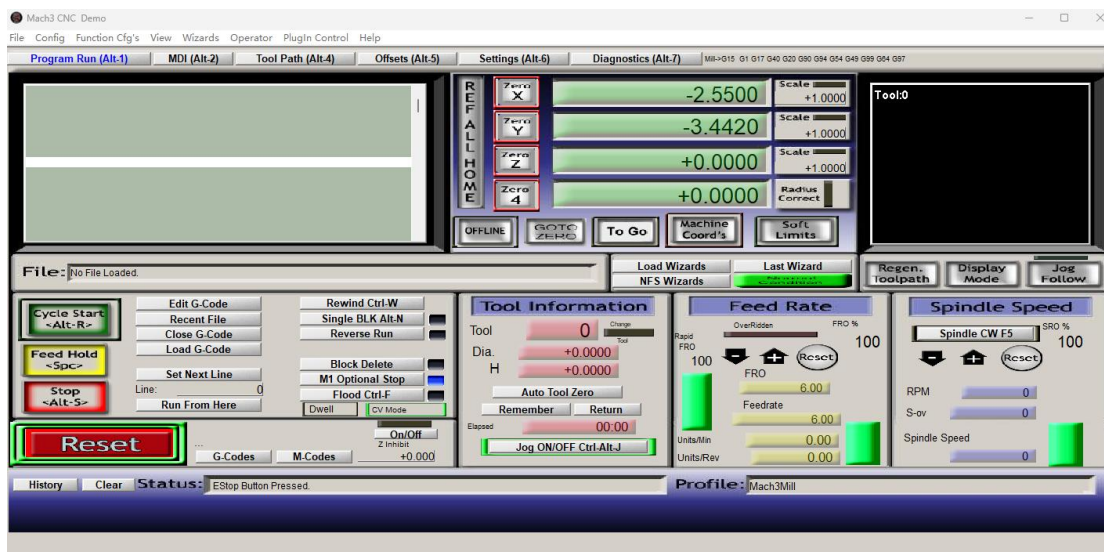 Mach3 CNC Demo
File Config Function Cfg's View Wizards Operator PlugIn Control Help
Program Run (Alt-1) MDI (Alt-2) Tool Path (Alt-4) Offsets (Alt-5) Settings (Alt-6) Diagnostics (Alt-7) Mill->G15 G1 G17 G40 G20 G90 G94 G54 G49 G99 G64 G97
REF ALL HOME
Zero X -2.5500 Scale +1.0000
Zero Y -3.4420 Scale +1.0000
Zero Z +0.0000 Scale +1.0000
Zero 4 +0.0000 Radius Correct
OFFLINE GOTO ZERO To Go Machine Coord's Soft Limits
Tool:0
File: No File Loaded.
Load Wizards Last Wizard
NFS Wizards Normal Condition
Regen. Toolpath Display Mode Jog Follow
Cycle Start <Alt-R>
Feed Hold <Spc>
Stop <Alt-S>
Edit G-Code Rewind Ctrl-W
Recent File Single BLK Alt-N
Close G-Code Reverse Run
Load G-Code
Block Delete
Set Next Line M1 Optional Stop
Line: 0 Flood Ctrl-F
Run From Here Dwell CV Mode
Reset
...
G-Codes M-Codes
On/Off
Z Inhibit
+0.000
Tool Information
Tool 0 Change Tool
Dia. +0.0000
H +0.0000
Auto Tool Zero
Remember Return
Elapsed 00:00
Jog ON/OFF Ctrl-Alt-J
Feed Rate
OverRidden FRO %
Rapid FRO 100 Reset 100
FRO
6.00
Feedrate
6.00
Units/Min 0.00
Units/Rev 0.00
Spindle Speed
Spindle CW F5 SRO %
100
Reset
RPM 0
S-ov 0
Spindle Speed
0
History Clear Status: EStop Button Pressed. Profile: Mach3Mill